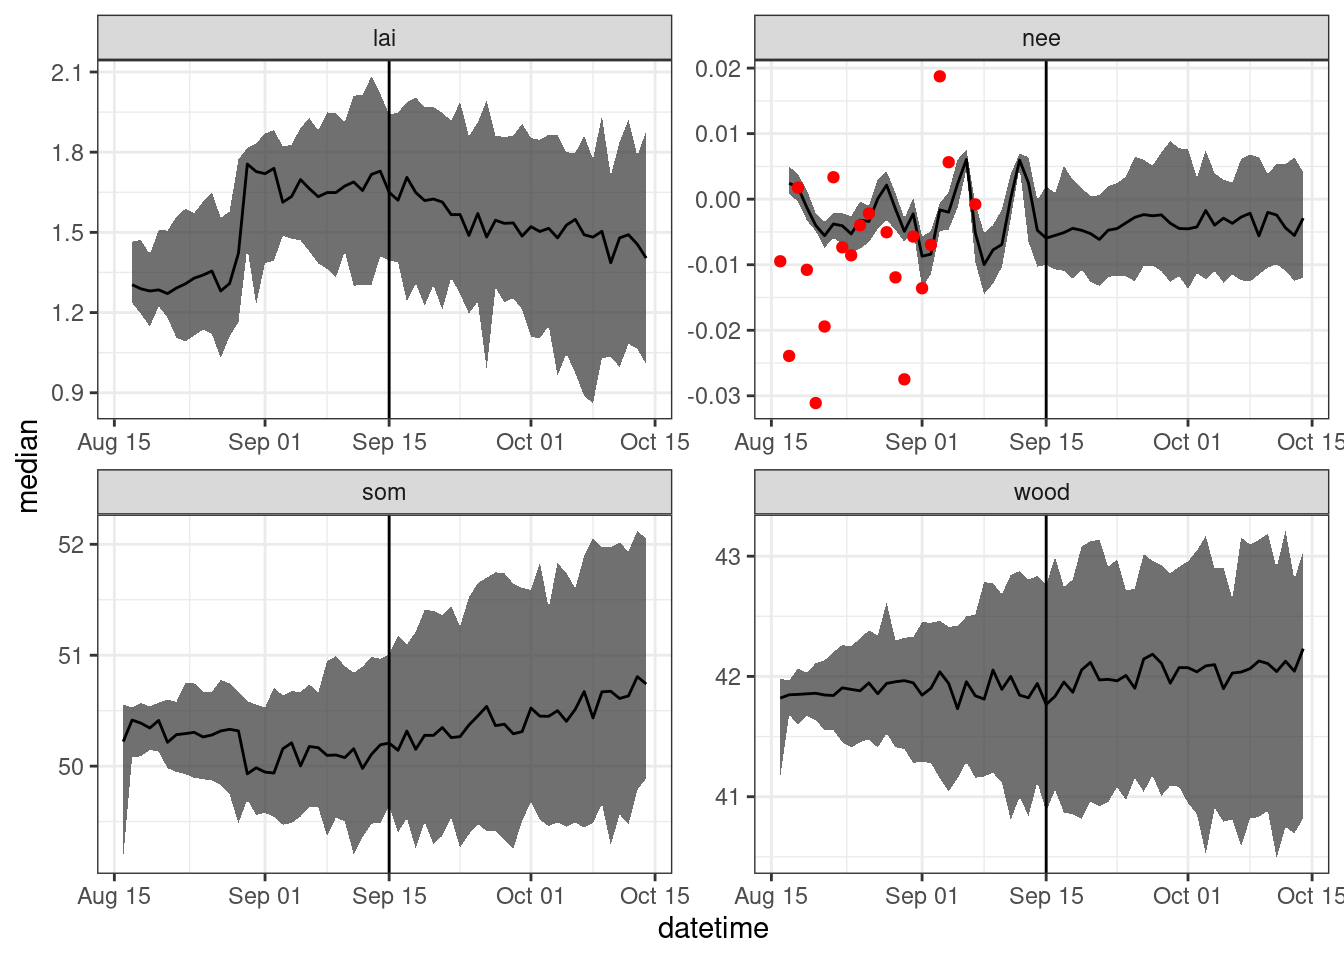 lai
nee
2.1
1.8
1.5
1.2
0.9
0.02
0.01
0.00
-0.01
-0.02
-0.03
Aug 15 Sep 01 Sep 15 Oct 01 Oct 15
Aug 15 Sep 01 Sep 15 Oct 01 Oct 15
median
som
wood
52
51
50
43
42
41
Aug 15 Sep 01 Sep 15 Oct 01 Oct 15
Aug 15 Sep 01 Sep 15 Oct 01 Oct 15
datetime